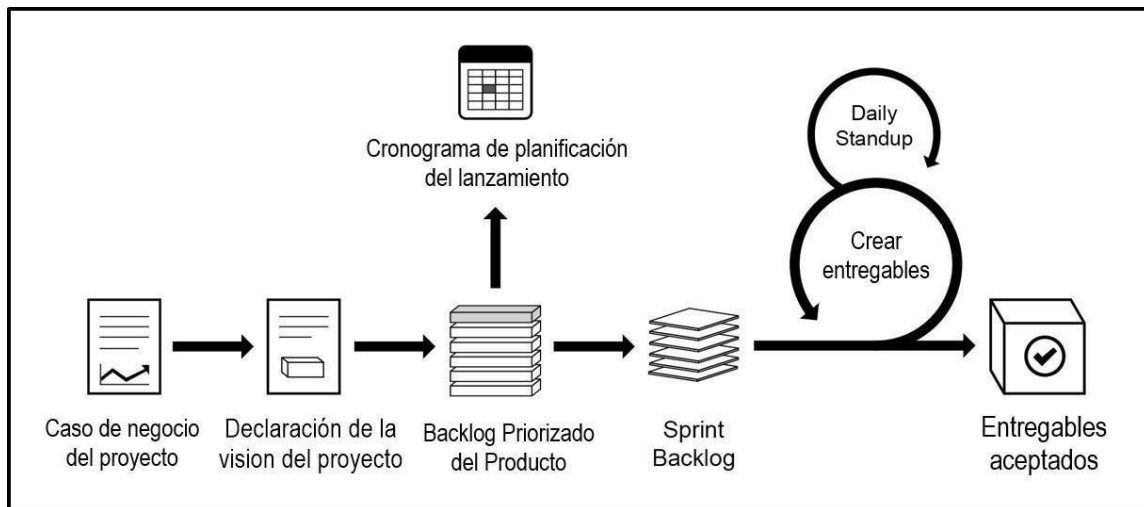 Cronograma de planificación
del lanzamiento
Daily
Standup
Crear
entregables
Caso de negocio
del proyecto
Declaración de la
vision del proyecto
Backlog Priorizado
del Producto
Sprint
Backlog
Entregables
aceptados